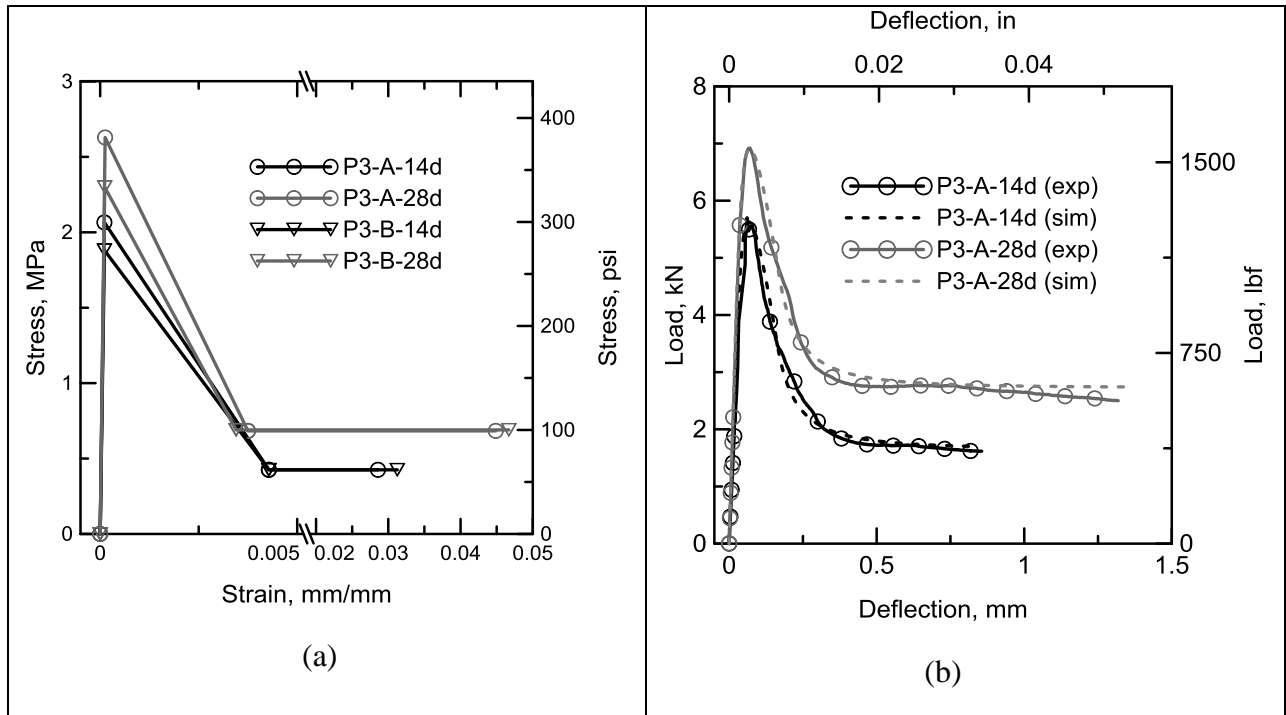 3
2
1
0
Stress, MPa
400
300
200
100
0
Stress, psi
P3-A-14d
P3-A-28d
P3-B-14d
P3-B-28d
0 0.005 0.02 0.03 0.04 0.05
Strain, mm/mm
(a)
Deflection, in
0 0.02 0.04
8
6
4
2
0
Load, kN
1500
750
0
Load, lbf
P3-A-14d (exp)
P3-A-14d (sim)
P3-A-28d (exp)
P3-A-28d (sim)
0 0.5 1 1.5
Deflection, mm
(b)